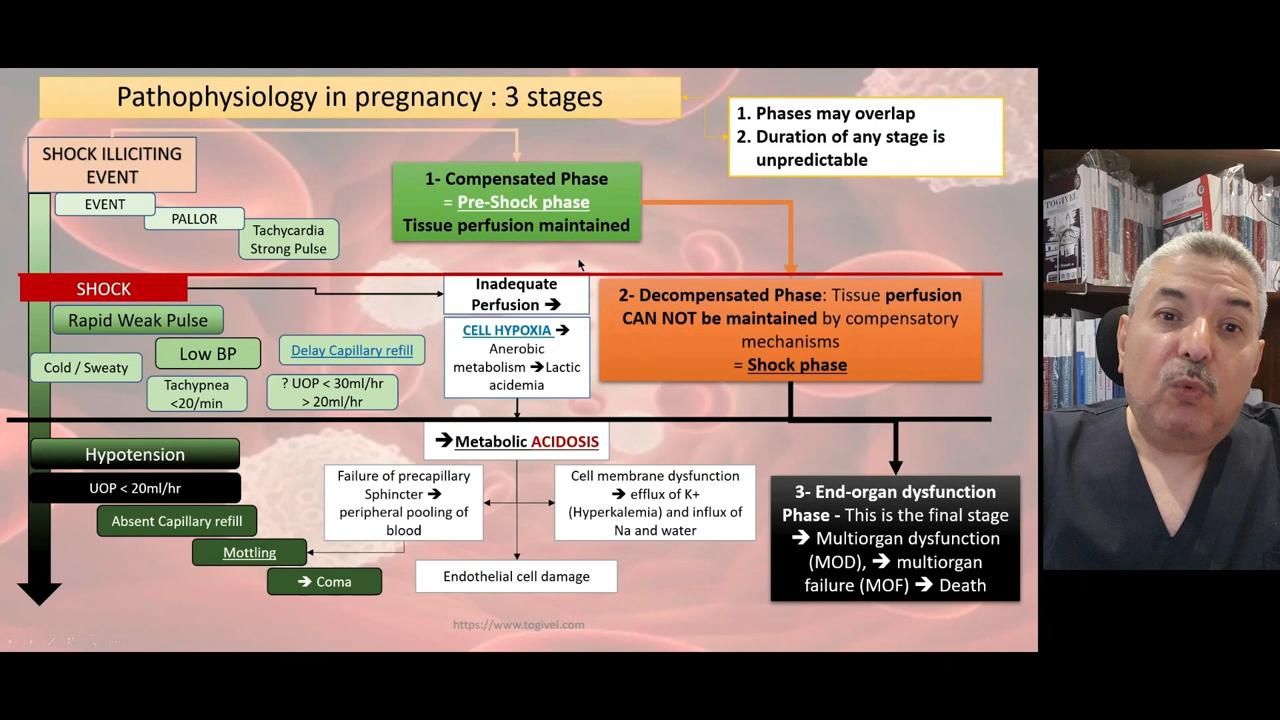 Pathophysiology in pregnancy : 3 stages
1. Phases may overlap
2. Duration of any stage is
unpredictable
SHOCK ILLICITING
EVENT
EVENT
PALLOR
Tachycardia
Strong Pulse
1- Compensated Phase
= Pre-Shock phase
Tissue perfusion maintained
SHOCK
Rapid Weak Pulse
Low BP
Delay Capillary refill
Cold / Sweaty
Tachypnea
<20/min
? UOP < 30ml/hr
> 20ml/hr
Inadequate
Perfusion ➔
CELL HYPOXIA ➔
Anerobic
metabolism ➔Lactic
acidemia
2- Decompensated Phase: Tissue perfusion
CAN NOT be maintained by compensatory
mechanisms
= Shock phase
➔Metabolic ACIDOSIS
Hypotension
UOP < 20ml/hr
Absent Capillary refill
Mottling
➔ Coma
Failure of precapillary
Sphincter ➔
peripheral pooling of
blood
Cell membrane dysfunction
➔ efflux of K+
(Hyperkalemia) and influx of
Na and water
Endothelial cell damage
3- End-organ dysfunction
Phase - This is the final stage
➔ Multiorgan dysfunction
(MOD), ➔ multiorgan
failure (MOF) ➔ Death
https://www.togivel.com
TOGIVEL